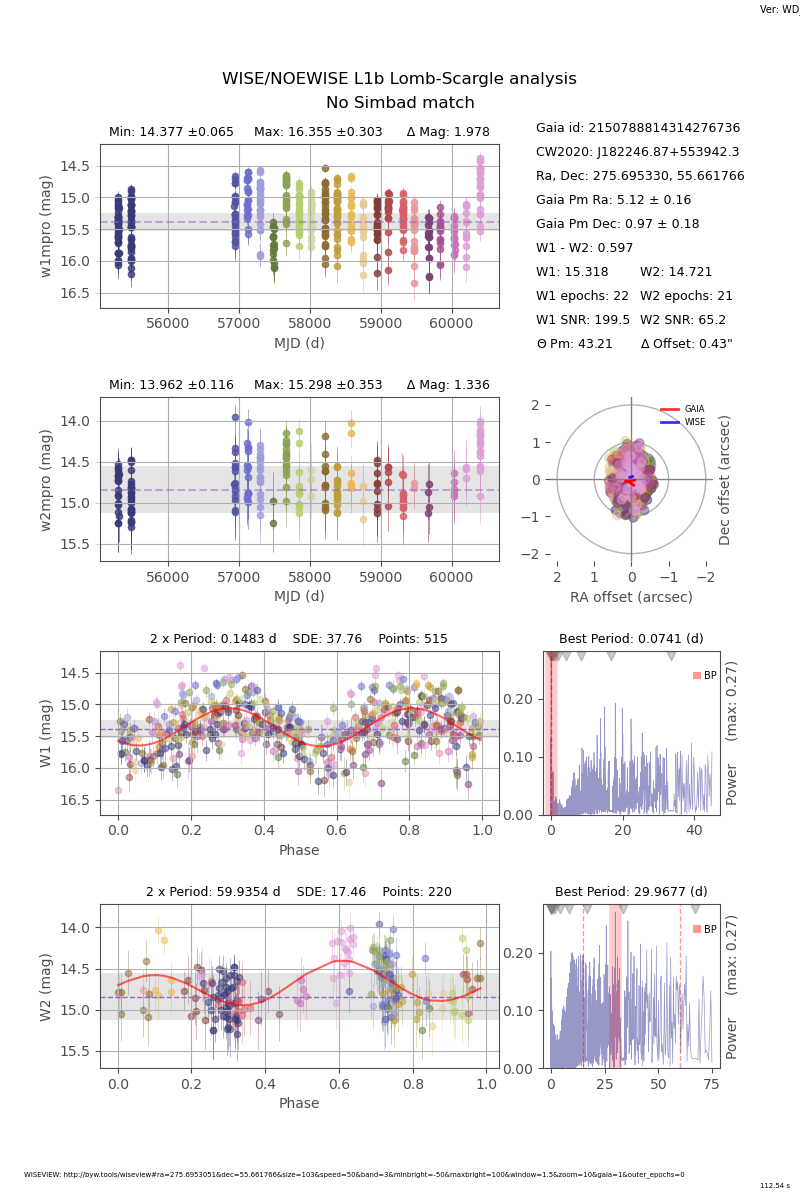 Ver: WD_
WISE/NOEWISE L1b Lomb-Scargle analysis
No Simbad match
Min: 14.377 ±0.065 Max: 16.355 ±0.303 Δ Mag: 1.978
w1mpro (mag)
14.5
15.0
15.5
16.0
16.5
56000 57000 58000 59000 60000
MJD (d)
Gaia id: 2150788814314276736
CW2020: J182246.87+553942.3
Ra, Dec: 275.695330, 55.661766
Gaia Pm Ra: 5.12 ± 0.16
Gaia Pm Dec: 0.97 ± 0.18
W1 - W2: 0.597
W1: 15.318 W2: 14.721
W1 epochs: 22 W2 epochs: 21
W1 SNR: 199.5 W2 SNR: 65.2
Θ Pm: 43.21 Δ Offset: 0.43"
Min: 13.962 ±0.116 Max: 15.298 ±0.353 Δ Mag: 1.336
w2mpro (mag)
14.0
14.5
15.0
15.5
56000 57000 58000 59000 60000
MJD (d)
GAIA
WISE
2
1
0
−1
−2
2 1 0 −1 −2
RA offset (arcsec)
Dec offset (arcsec)
2 x Period: 0.1483 d SDE: 37.76 Points: 515
W1 (mag)
14.5
15.0
15.5
16.0
16.5
0.0 0.2 0.4 0.6 0.8 1.0
Phase
Best Period: 0.0741 (d)
BP
0.20
0.10
0.00
0 20 40
Power (max: 0.27)
2 x Period: 59.9354 d SDE: 17.46 Points: 220
W2 (mag)
14.0
14.5
15.0
15.5
0.0 0.2 0.4 0.6 0.8 1.0
Phase
Best Period: 29.9677 (d)
BP
0.20
0.10
0.00
0 25 50 75
Power (max: 0.27)
WISEVIEW: http://byw.tools/wiseview#ra=275.6953051&dec=55.661766&size=103&speed=50&band=3&minbright=-50&maxbright=100&window=1.5&zoom=10&gaia=1&outer_epochs=0
112.54 s